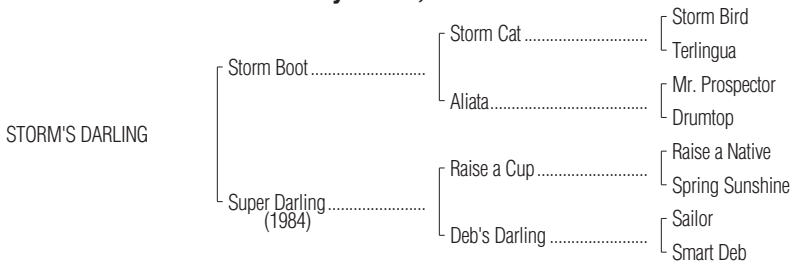 Storm Bird
Storm Cat ................................
Terlingua
Storm Boot ..........................
Mr. Prospector
Aliata.........................................
Drumtop
STORM'S DARLING
Raise a Native
Raise a Cup ............................
Spring Sunshine
Super Darling ......................
(1984)
Sailor
Deb's Darling .........................
Smart Deb